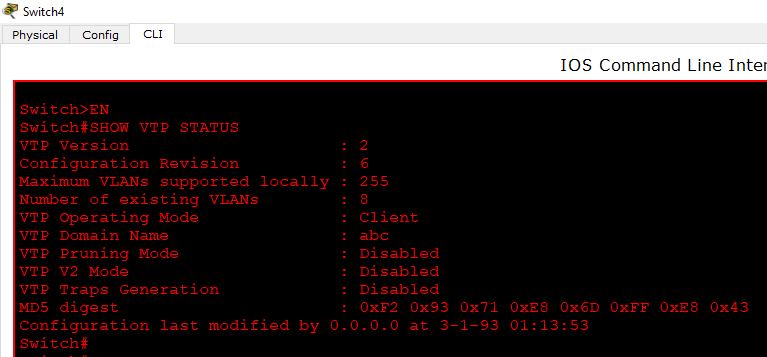 Switch4
Physical Config CLI
IOS Command Line Inter
Switch>EN
Switch#SHOW VTP STATUS
VTP Version : 2
Configuration Revision : 6
Maximum VLANs supported locally : 255
Number of existing VLANs : 8
VTP Operating Mode : Client
VTP Domain Name : abc
VTP Pruning Mode : Disabled
VTP V2 Mode : Disabled
VTP Traps Generation : Disabled
MD5 digest : 0xF2 0x93 0x71 0xE8 0x6D 0xFF 0xE8 0x43
Configuration last modified by 0.0.0.0 at 3-1-93 01:13:53
Switch#